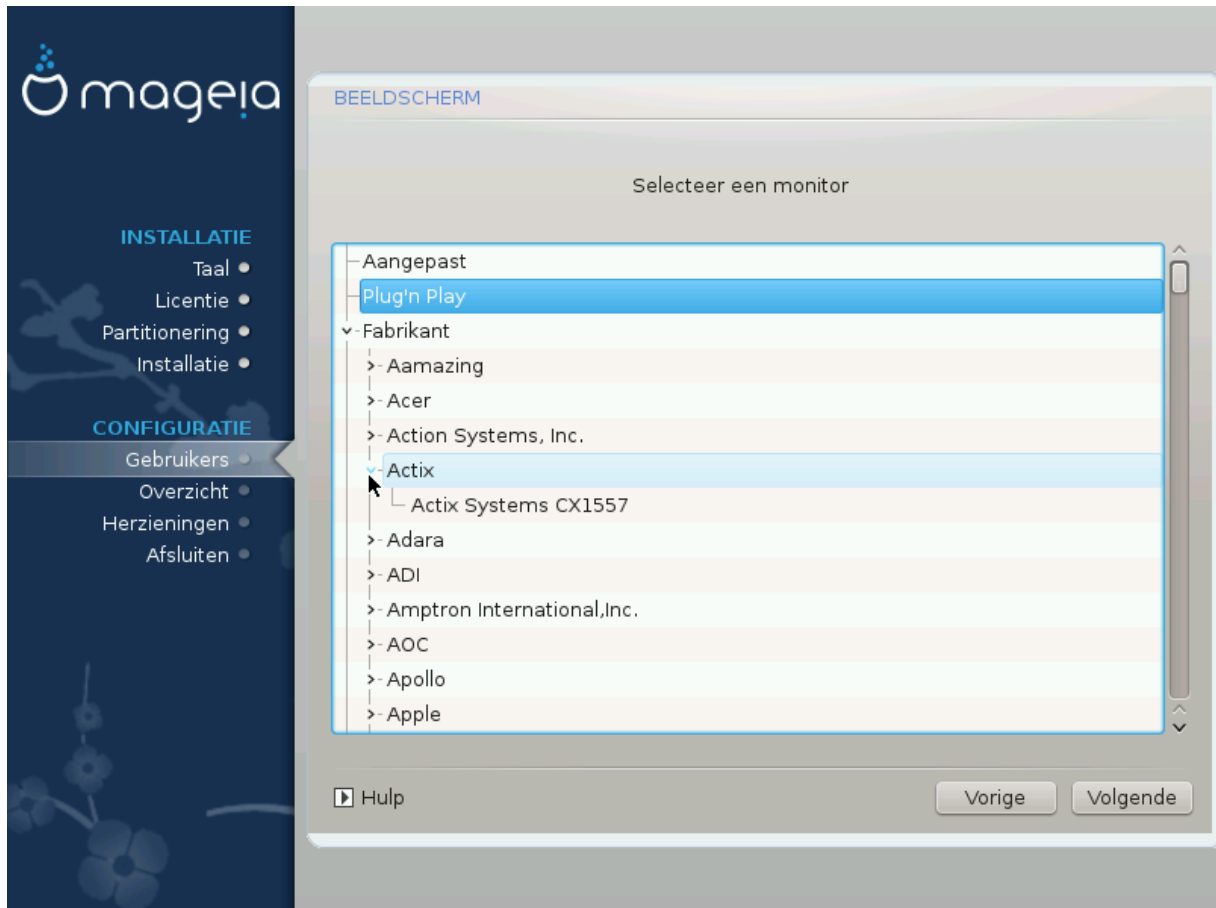 mageia
INSTALLATIE
Taal
Licentie
Partitionering
Installatie
CONFIGURATIE
Gebruikers
Overzicht
Herzieningen
Afsluiten
BEELDSCHERM
Selecteer een monitor
Aangepast
Plug'n Play
Fabrikant
Aamazing
Acer
Action Systems, Inc.
Actix
Actix Systems CX1557
Adara
ADI
Amptron International,Inc.
AOC
Apollo
Apple
Hulp
Vorige
Volgende